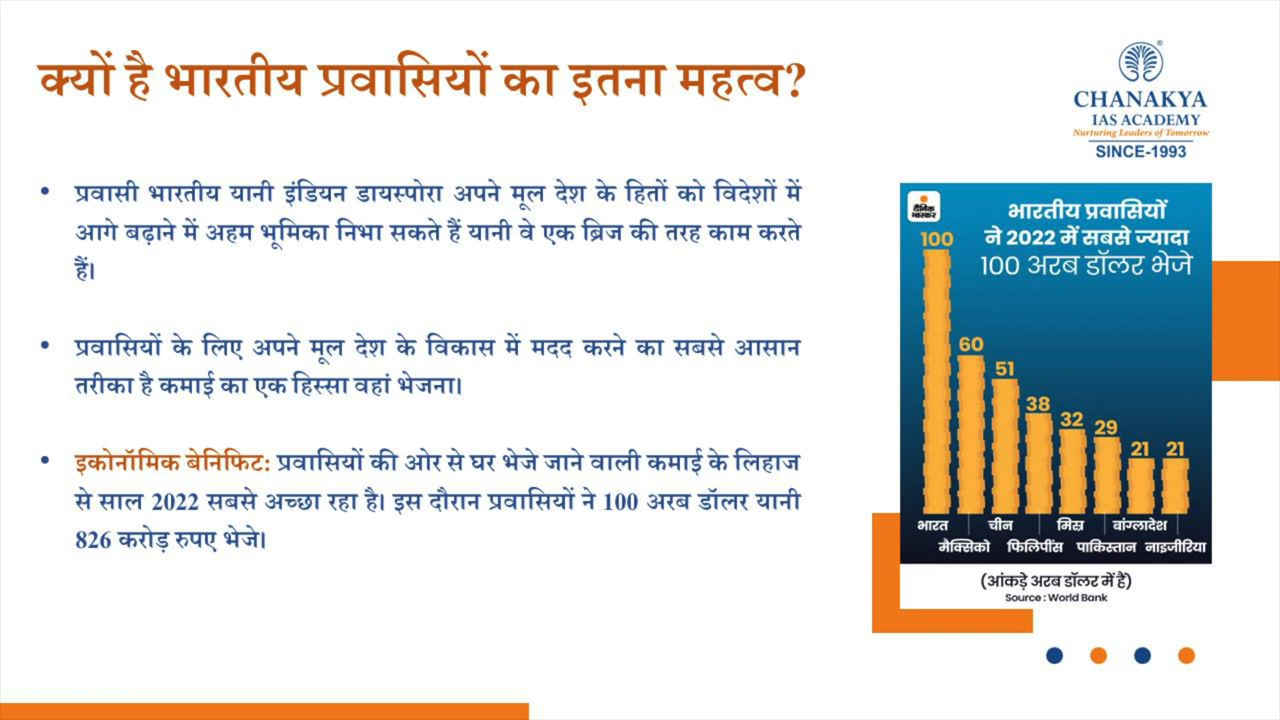 क्यों है भारतीय प्रवासियों का इतना महत्व?
CHANAKYA
IAS ACADEMY
Nurturing Leaders of Tomorrow
SINCE-1993
• प्रवासी भारतीय यानी इंडियन डायस्पोरा अपने मूल देश के हितों को विदेशों में
आगे बढ़ाने में अहम भूमिका निभा सकते हैं यानी वे एक ब्रिज की तरह काम करते
हैं।
• प्रवासियों के लिए अपने मूल देश के विकास में मदद करने का सबसे आसान
तरीका है कमाई का एक हिस्सा वहां भेजना।
• इकोनॉमिक बेनिफिट: प्रवासियों की ओर से घर भेजे जाने वाली कमाई के लिहाज
से साल 2022 सबसे अच्छा रहा है। इस दौरान प्रवासियों ने 100 अरब डॉलर यानी
826 करोड़ रुपए भेजे।
दैनिक
भास्कर
भारतीय प्रवासियों
ने 2022 में सबसे ज्यादा
100 अरब डॉलर भेजे
100
60
51
38
32
29
21
21
भारत
चीन
मिस्र
बांग्लादेश
मैक्सिको
फिलिपींस
पाकिस्तान
नाइजीरिया
(आंकड़े अरब डॉलर में हैं)
Source : World Bank